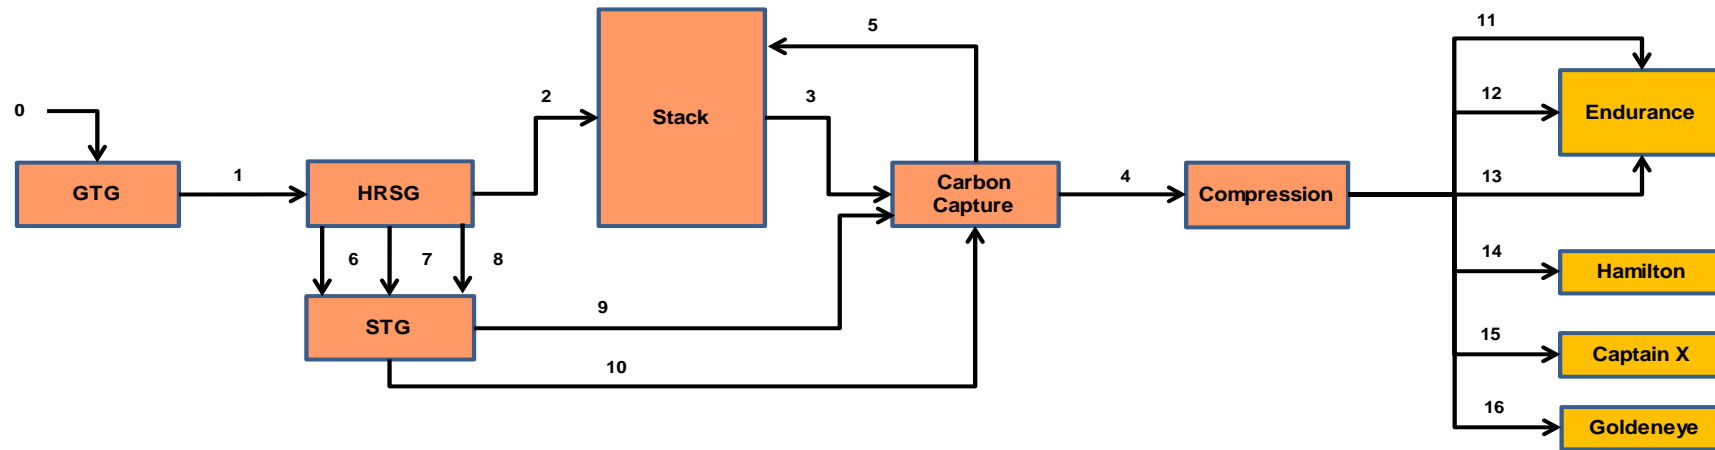 11
5
2
3
12
0
Stack
Endurance
GTG
1
HRSG
Carbon
Capture
4
Compression
13
6
7
8
14
Hamilton
STG
9
15
Captain X
10
16
Goldeneye